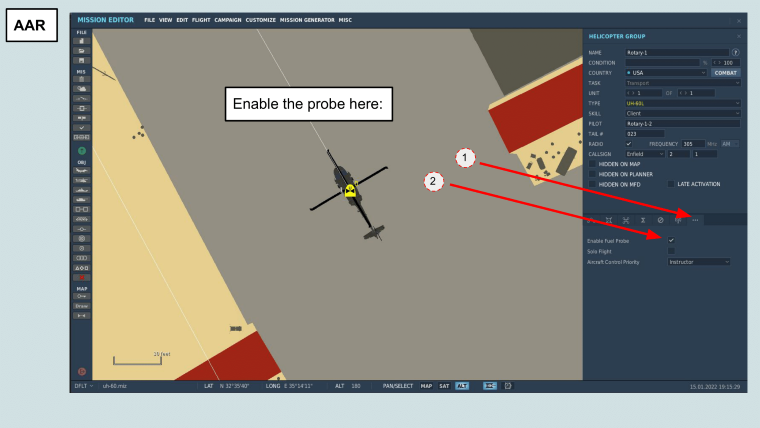 AAR
MISSION EDITOR FILE VIEW EDIT FLIGHT CAMPAIGN CUSTOMIZE MISSION GENERATOR MISC
FILE
MIS
OBJ
MAP
Enable the probe here:
1
2
20 feet
HELICOPTER GROUP
NAME Rotary-1 ?
CONDITION % < > 100
COUNTRY USA COMBAT
TASK Transport
UNIT < > 1 OF < > 1
TYPE UH-60L
SKILL Client
PILOT Rotary-1-2
TAIL # 023
RADIO FREQUENCY 305 MHz AM
CALLSIGN Enfield 2 1
HIDDEN ON MAP
HIDDEN ON PLANNER
HIDDEN ON MFD LATE ACTIVATION
Enable Fuel Probe
Solo Flight
Aircraft Control Priority Instructor
DFLT uh-60.miz LAT N 32°35'40" LONG E 35°14'11" ALT 180 PAN/SELECT MAP SAT ALT 15.01.2022 19:15:29